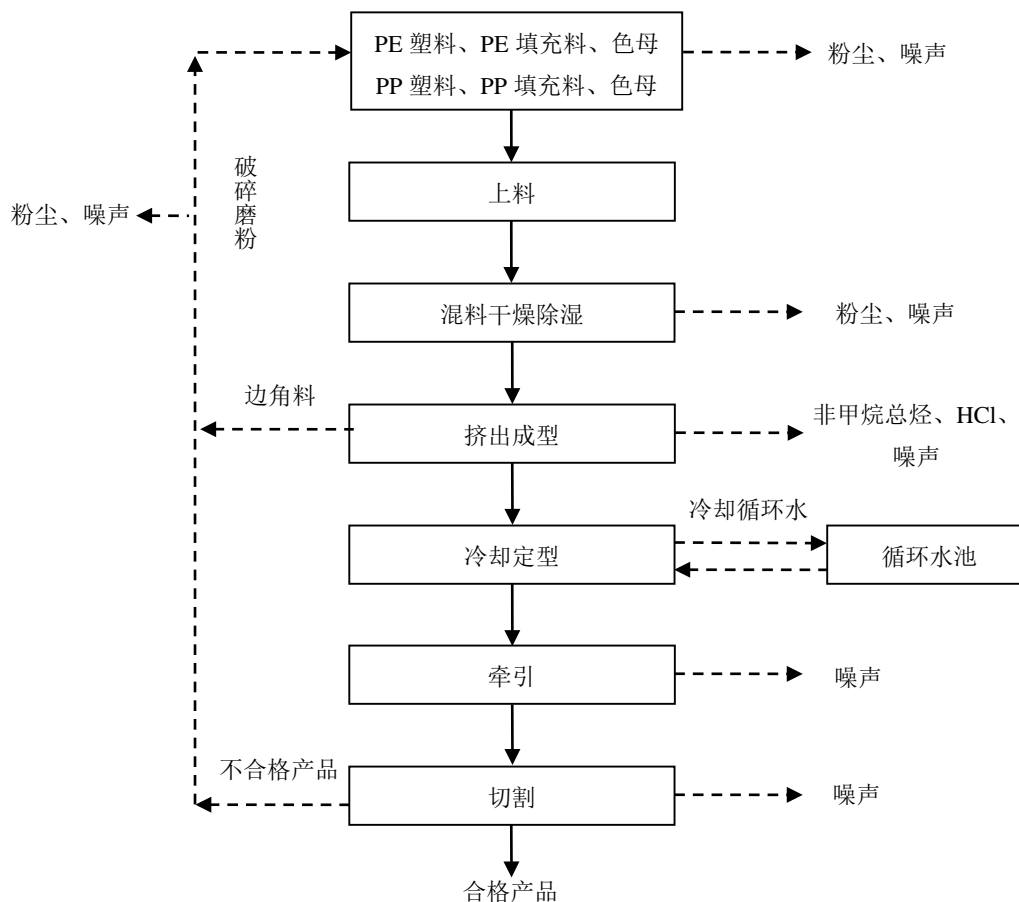 PE 塑料、PE 填充料、色母
PP 塑料、PP 填充料、色母
粉尘、噪声
破碎磨粉
粉尘、噪声
上料
混料干燥除湿
粉尘、噪声
边角料
挤出成型
非甲烷总烃、HCl、
噪声
冷却循环水
冷却定型
循环水池
牵引
噪声
不合格产品
切割
噪声
合格产品